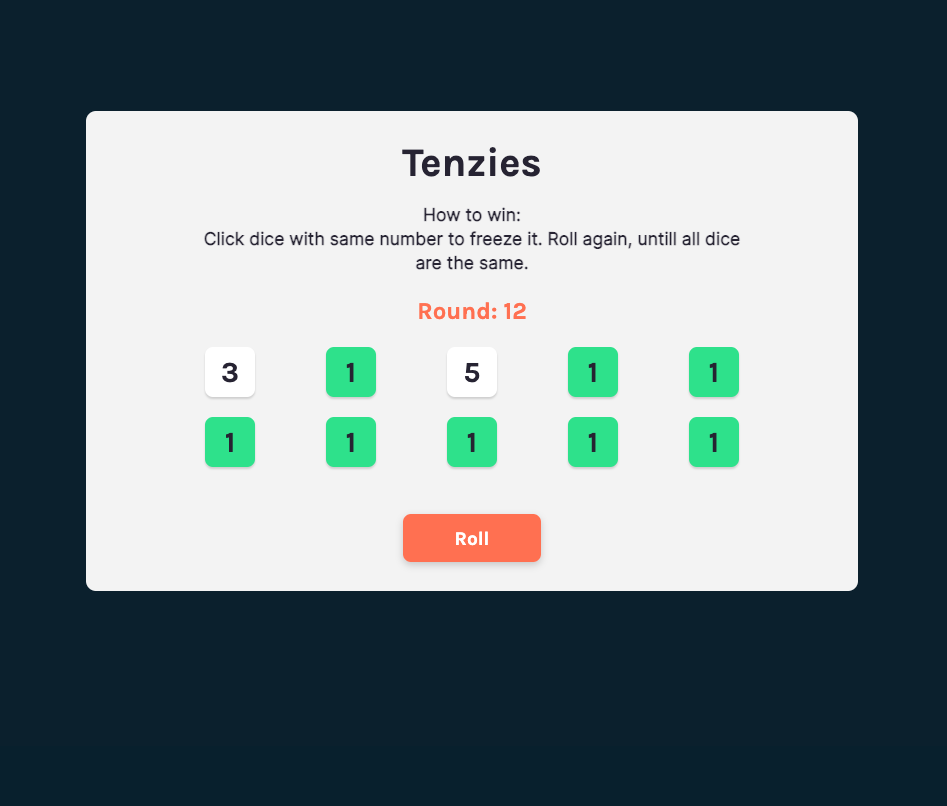 Tenzies
How to win:
Click dice with same number to freeze it. Roll again, untill all dice
are the same.
Round: 12
3 1 5 1 1
1 1 1 1 1
Roll